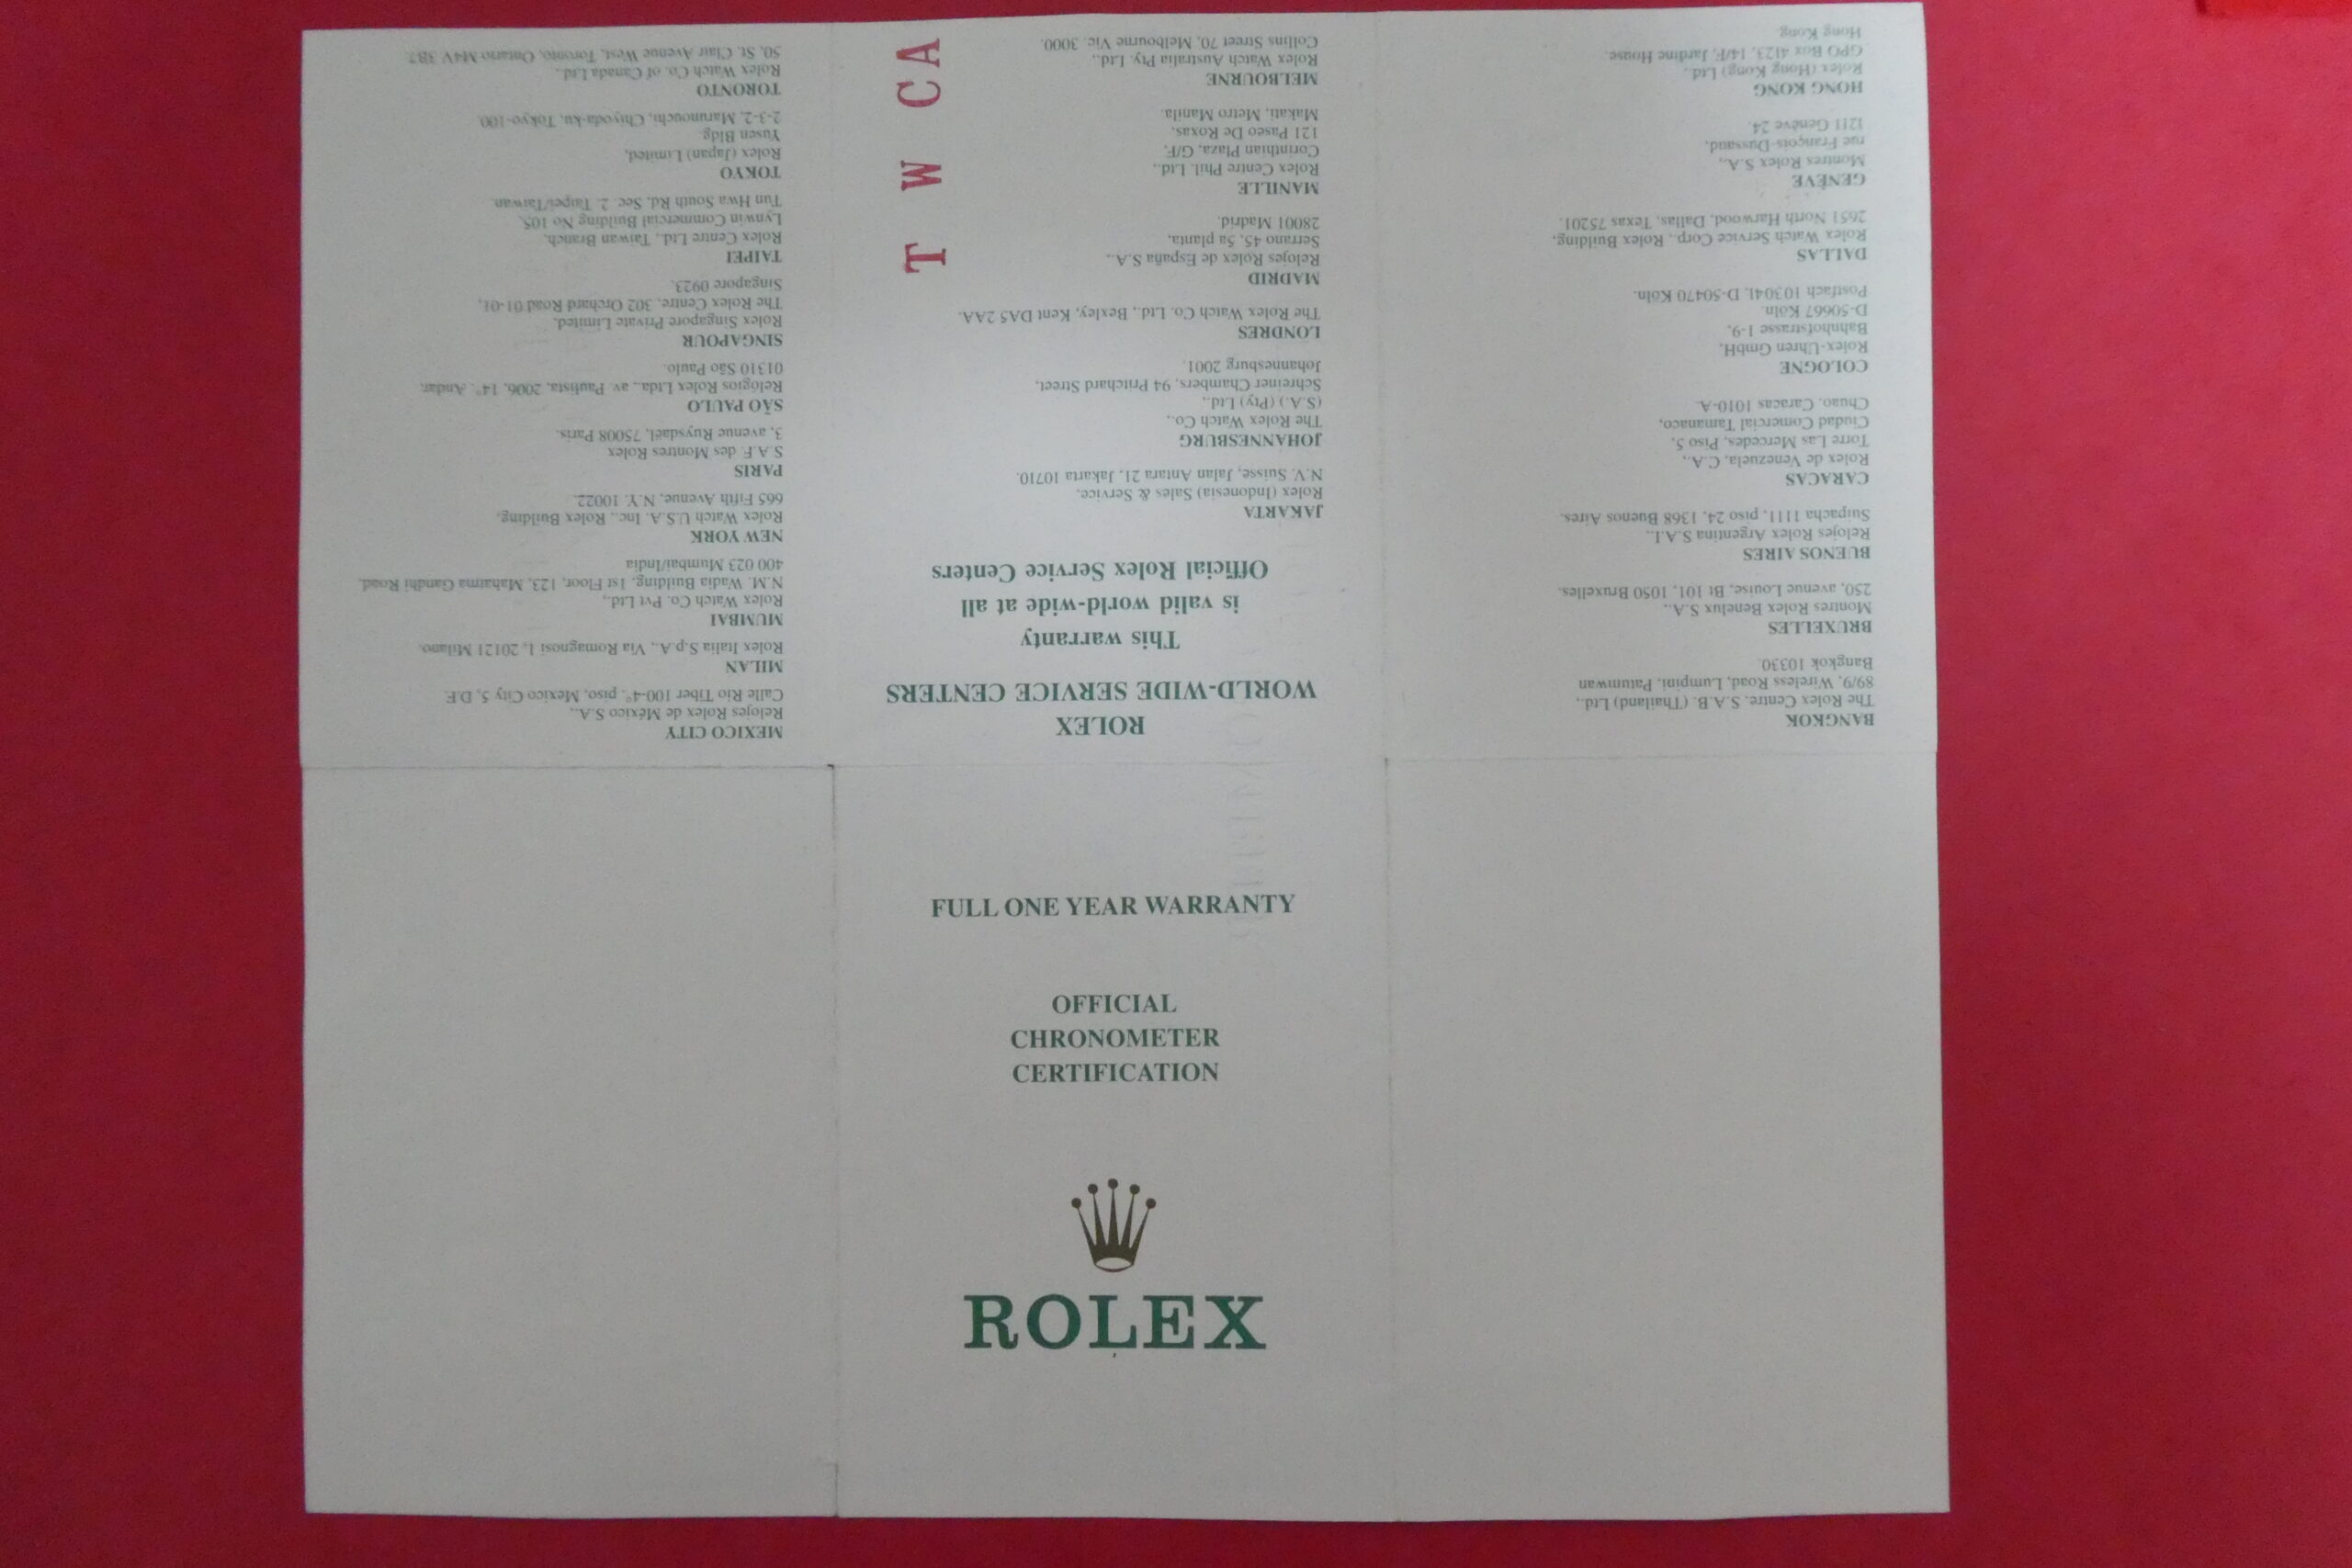 BANGKOK
The Rolex Centre. S.A.B. (Thailand) Ltd.,
89/9, Wireless Road, Lumpini. Patumwan
Bangkok 10330.
BRUXELLES
Montres Rolex Benelux S.A.,
250, avenue Louise, Bt 101, 1050 Bruxelles.
BUENOS AIRES
Relojes Rolex Argentina S.A.I.,
Suipacha 1111, piso 24, 1368 Buenos Aires.
CARACAS
Rolex de Venezuela, C.A.,
Torre Las Mercedes, Piso 5,
Ciudad Comercial Tamanaco,
Chuao, Caracas 1010-A.
COLOGNE
Rolex-Uhren GmbH,
Bahnhofstrasse 1-9,
D-50667 Köln.
Postfach 103041, D-50470 Köln.
DALLAS
Rolex Watch Service Corp., Rolex Building,
2651 North Harwood, Dallas, Texas 75201.
GENÈVE
Montres Rolex S.A.,
rue François-Dussaud,
1211 Genève 24.
HONG KONG
Rolex (Hong Kong) Ltd.,
GPO Box 4123, 14/F, Jardine House,
Hong Kong.
ROLEX
WORLD-WIDE SERVICE CENTERS
This warranty
is valid world-wide at all
Official Rolex Service Centers
JAKARTA
Rolex (Indonesia) Sales & Service,
N.V. Suisse, Jalan Antara 21, Jakarta 10710.
JOHANNESBURG
The Rolex Watch Co.,
(S.A.) (Pty) Ltd.,
Schreiner Chambers, 94 Pritchard Street,
Johannesburg 2001.
LONDRES
The Rolex Watch Co. Ltd., Bexley, Kent DA5 2AA.
MADRID
Relojes Rolex de España S.A.,
Serrano 45, 5a planta,
28001 Madrid.
MANILLE
Rolex Centre Phil. Ltd.,
Corinthian Plaza, G/F,
121 Paseo De Roxas,
Makati, Metro Manila.
MELBOURNE
Rolex Watch Australia Pty. Ltd.,
Collins Street 70, Melbourne Vic. 3000.
T W C A
MEXICO CITY
Relojes Rolex de México S.A.,
Calle Rio Tiber 100-4°, piso, Mexico City 5, D.F.
MILAN
Rolex Italia S.p.A., Via Romagnosi 1, 20121 Milano.
MUMBAI
Rolex Watch Co. Pvt Ltd.,
N.M. Wadia Building, 1st Floor, 123, Mahatma Gandhi Road,
400 023 Mumbai/India
NEW YORK
Rolex Watch U.S.A. Inc., Rolex Building,
665 Fifth Avenue, N.Y. 10022.
PARIS
S.A.F. des Montres Rolex
3, avenue Ruysdaël, 75008 Paris.
SÃO PAULO
Relogios Rolex Ltda., av. Paulista, 2006, 14°. Andar,
01310 São Paulo.
SINGAPOUR
Rolex Singapore Private Limited,
The Rolex Centre, 302 Orchard Road 01-01,
Singapore 0923.
TAIPEI
Rolex Centre Ltd., Taiwan Branch,
Lynwin Commercial Building No 105,
Tun Hwa South Rd. Sec. 2. Taipei/Taiwan.
TOKYO
Rolex (Japan) Limited,
Yusen Bldg
2-3-2, Marunouchi, Chiyoda-ku, Tokyo-100.
TORONTO
Rolex Watch Co. of Canada Ltd.,
50, St. Clair Avenue West, Toronto, Ontario M4V 3B7.
FULL ONE YEAR WARRANTY
OFFICIAL
CHRONOMETER
CERTIFICATION
ROLEX